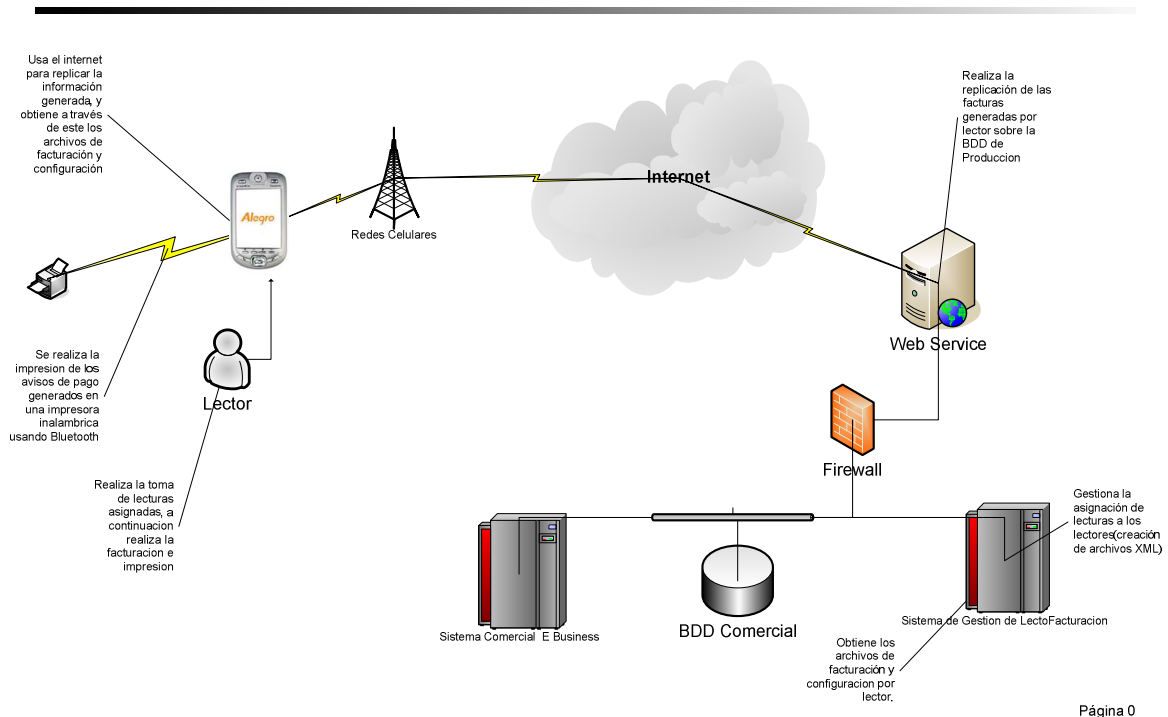 Usa el internet
para replicar la
información
generada, y
obtiene a través
de este los
archivos de
facturación y
configuración
Realiza la
replicación de las
facturas
generadas por
lector sobre la
BDD de
Produccion
Internet
Alegro
Redes Celulares
Web Service
Se realiza la
impresion de los
avisos de pago
generados en
una impresora
inalambrica
usando Bluetooth
Lector
Firewall
Realiza la toma
de lecturas
asignadas, a
continuacion
realiza la
facturacion e
impresion
Gestiona la
asignación de
lecturas a los
lectores(creación
de archivos XML)
Sistema Comercial E Business
BDD Comercial
Sistema de Gestion de LectoFacturacion
Obtiene los
archivos de
facturación y
configuracion por
lector.
Página 0